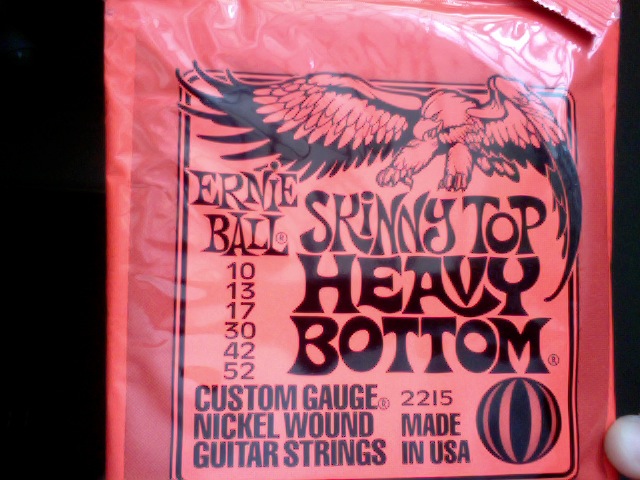 ERNiE
BALL®
SKiNNY TOP
HEAVY
BOTTOM®
10
13
17
30
42
52
CUSTOM GAUGE®
NICKEL WOUND
GUITAR STRINGS
2215
MADE
IN USA